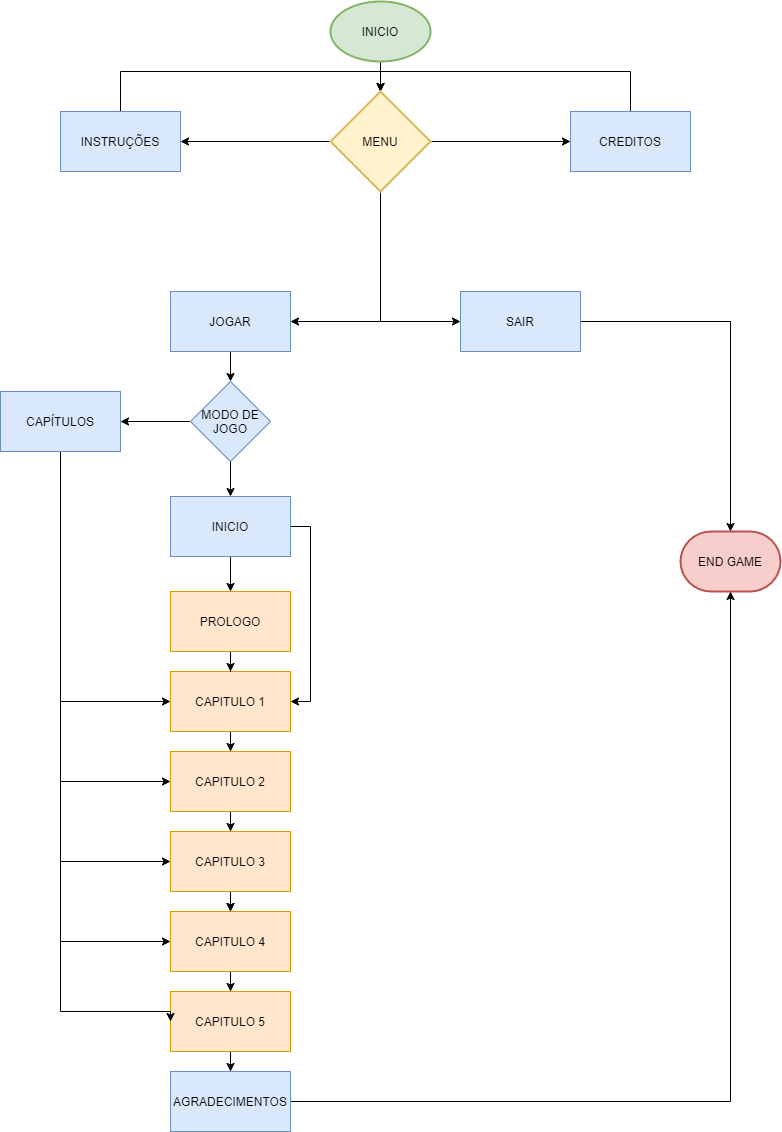 INICIO
INSTRUÇÕES
MENU
CREDITOS
JOGAR
SAIR
CAPÍTULOS
MODO DE
JOGO
INICIO
END GAME
PROLOGO
CAPITULO 1
CAPITULO 2
CAPITULO 3
CAPITULO 4
CAPITULO 5
AGRADECIMENTOS